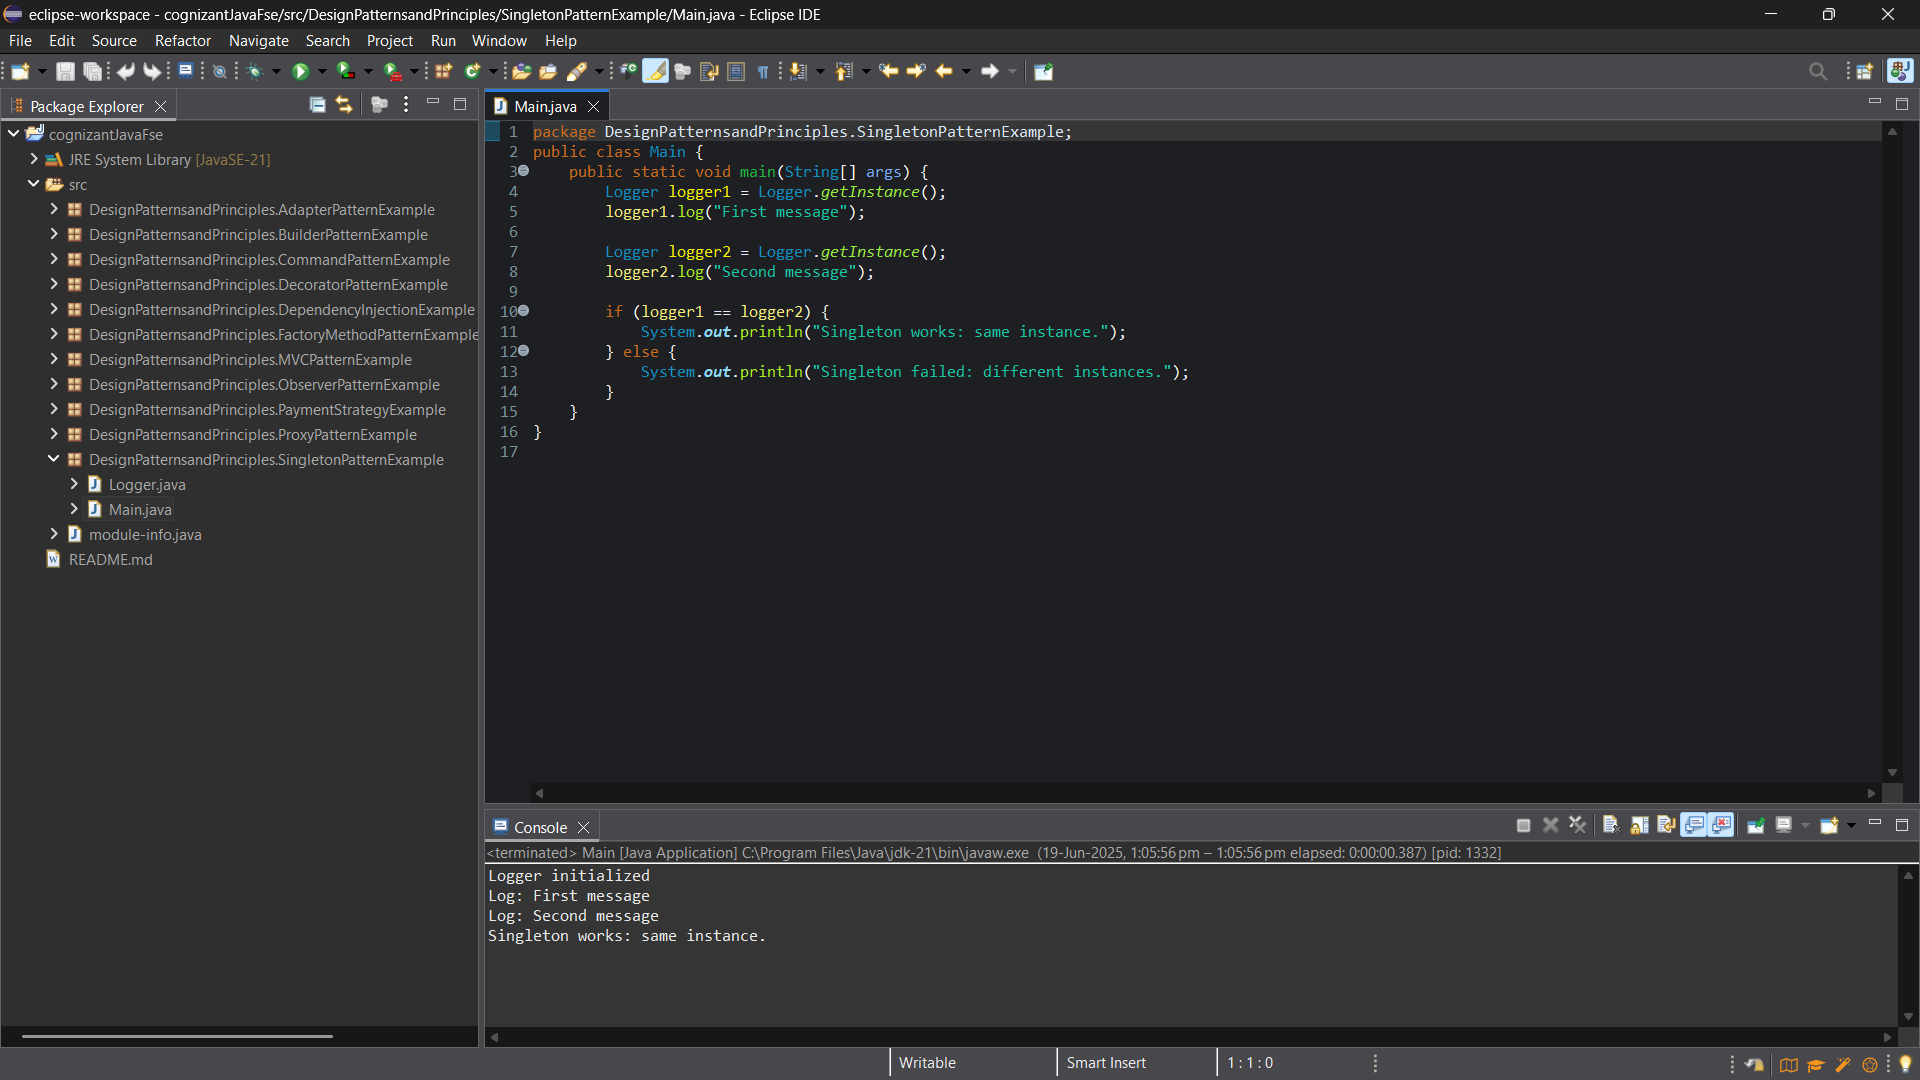 eclipse-workspace - cognizantJavaFse/src/DesignPatternsandPrinciples/SingletonPatternExample/Main.java - Eclipse IDE
File Edit Source Refactor Navigate Search Project Run Window Help
Package Explorer
cognizantJavaFse
JRE System Library [JavaSE-21]
src
DesignPatternsandPrinciples.AdapterPatternExample
DesignPatternsandPrinciples.BuilderPatternExample
DesignPatternsandPrinciples.CommandPatternExample
DesignPatternsandPrinciples.DecoratorPatternExample
DesignPatternsandPrinciples.DependencyInjectionExample
DesignPatternsandPrinciples.FactoryMethodPatternExample
DesignPatternsandPrinciples.MVCPatternExample
DesignPatternsandPrinciples.ObserverPatternExample
DesignPatternsandPrinciples.PaymentStrategyExample
DesignPatternsandPrinciples.ProxyPatternExample
DesignPatternsandPrinciples.SingletonPatternExample
Logger.java
Main.java
module-info.java
README.md
Main.java
1 package DesignPatternsandPrinciples.SingletonPatternExample;
2 public class Main {
3     public static void main(String[] args) {
4         Logger logger1 = Logger.getInstance();
5         logger1.log("First message");
6
7         Logger logger2 = Logger.getInstance();
8         logger2.log("Second message");
9
10         if (logger1 == logger2) {
11             System.out.println("Singleton works: same instance.");
12         } else {
13             System.out.println("Singleton failed: different instances.");
14         }
15     }
16 }
17
Console
<terminated> Main [Java Application] C:\Program Files\Java\jdk-21\bin\javaw.exe (19-Jun-2025, 1:05:56 pm – 1:05:56 pm elapsed: 0:00:00.387) [pid: 1332]
Logger initialized
Log: First message
Log: Second message
Singleton works: same instance.
Writable Smart Insert 1 : 1 : 0